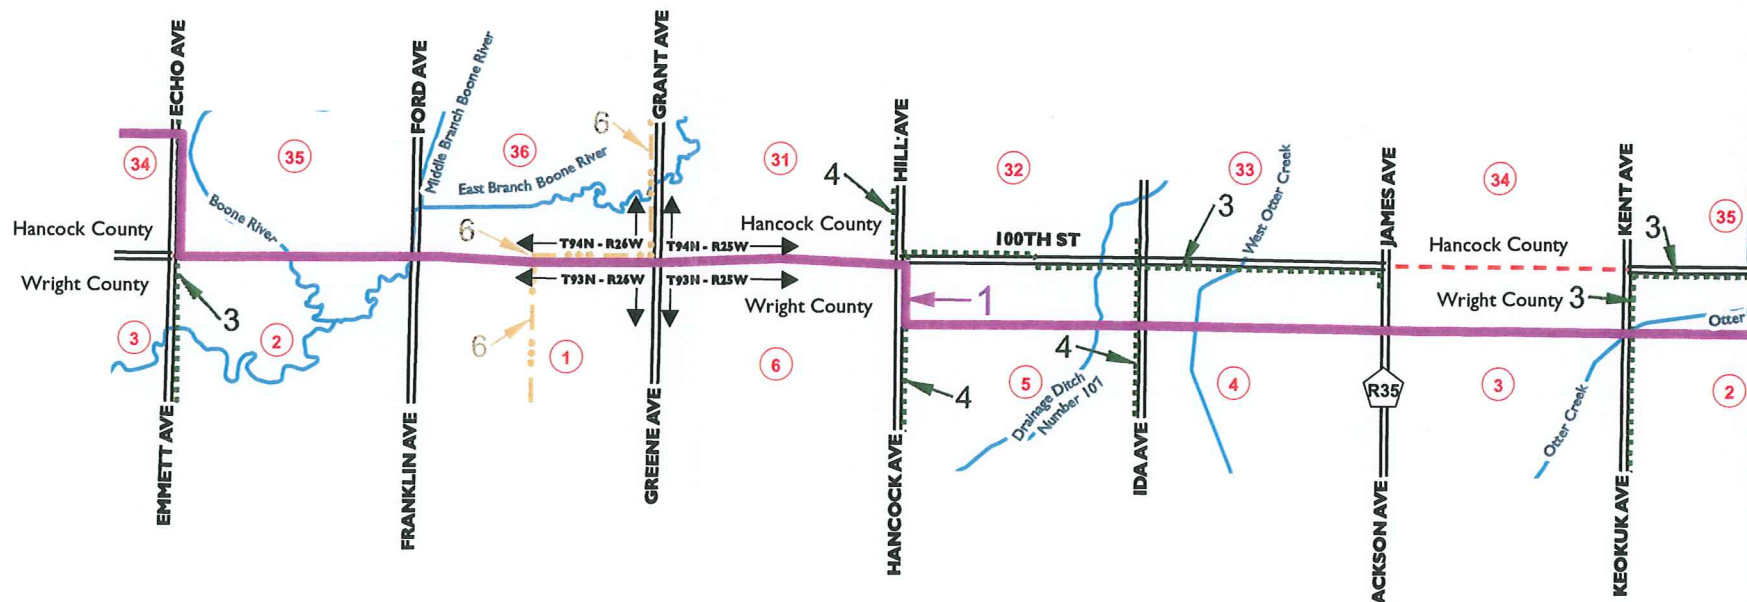 ECHO AVE
FORD AVE
Middle Branch Boone River
GRANT AVE
HILL AVE
JAMES AVE
KENT AVE
34
35
36
6
31
4
32
33
34
35
East Branch Boone River
Boone River
West Otter Creek
3
3
Hancock County
6
T94N - R26W
T94N - R25W
Hancock County
100TH ST
Hancock County
Wright County
T93N - R26W
T93N - R25W
Wright County
1
Wright County
3
3
3
2
6
1
6
4
5
4
4
R35
3
2
Otter
Drainage Ditch
Number 107
Otter Creek
EMMETT AVE
FRANKLIN AVE
GREENE AVE
HANCOCK AVE
IDA AVE
ACKSON AVE
KEOKUK AVE